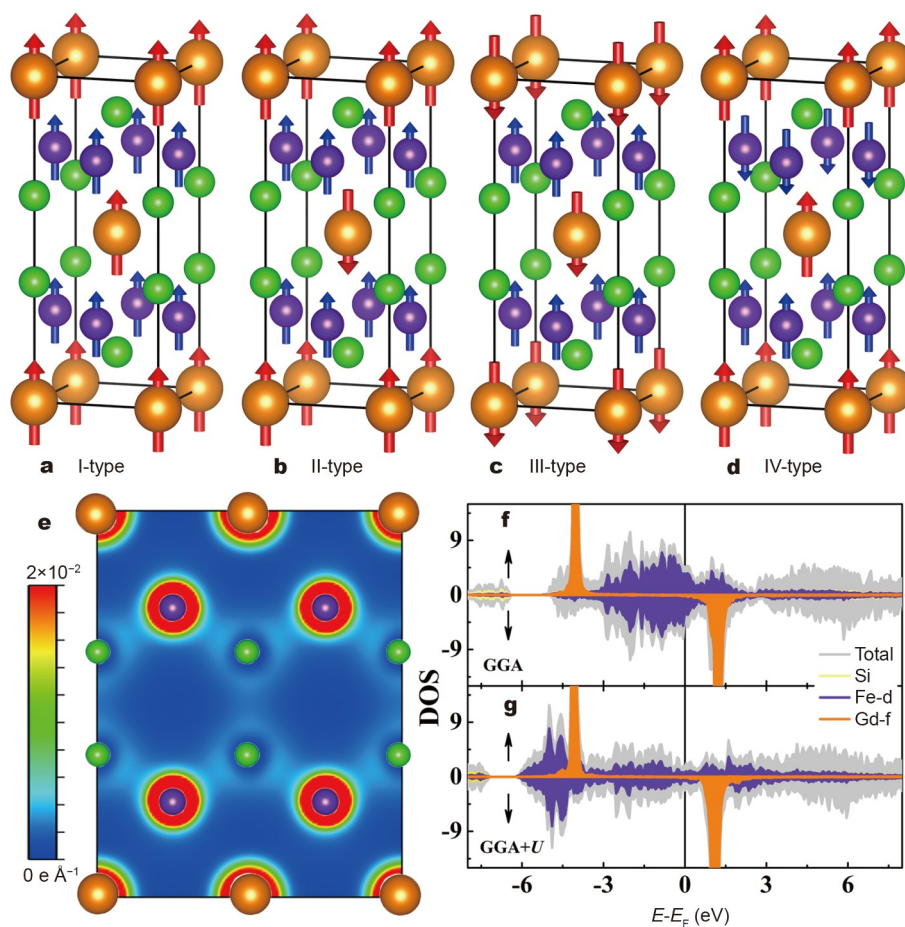 a I-type
b II-type
c III-type
d IV-type
e
2×10⁻²
0 e Å⁻¹
f
9
0
-9
GGA
Total
Si
Fe-d
Gd-f
DOS
g
9
0
-9
GGA+U
-6 -3 0 3 6
E-E_F (eV)